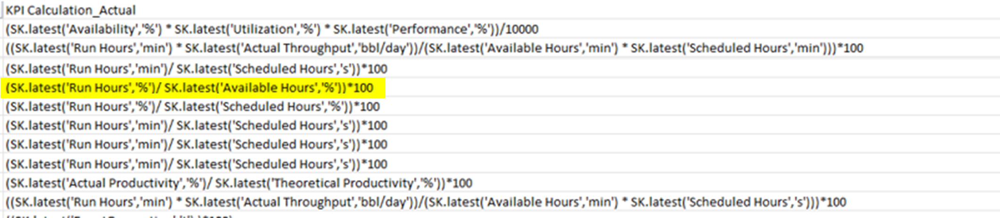 KPI Calculation_Actual
(SK.latest('Availability','%') * SK.latest('Utilization','%') * SK.latest('Performance','%'))/10000
((SK.latest('Run Hours','min') * SK.latest('Actual Throughput','bbl/day'))/(SK.latest('Available Hours','min') * SK.latest('Scheduled Hours','min')))*100
(SK.latest('Run Hours','min')/ SK.latest('Scheduled Hours','s'))*100
(SK.latest('Run Hours','%')/ SK.latest('Available Hours','%'))*100
(SK.latest('Run Hours','%')/ SK.latest('Scheduled Hours','%'))*100
(SK.latest('Run Hours','min')/ SK.latest('Scheduled Hours','s'))*100
(SK.latest('Run Hours','min')/ SK.latest('Scheduled Hours','s'))*100
(SK.latest('Run Hours','min')/ SK.latest('Scheduled Hours','s'))*100
(SK.latest('Actual Productivity','%')/ SK.latest('Theoretical Productivity','%'))*100
((SK.latest('Run Hours','min') * SK.latest('Actual Throughput','bbl/day'))/(SK.latest('Available Hours','min') * SK.latest('Scheduled Hours','s')))*100